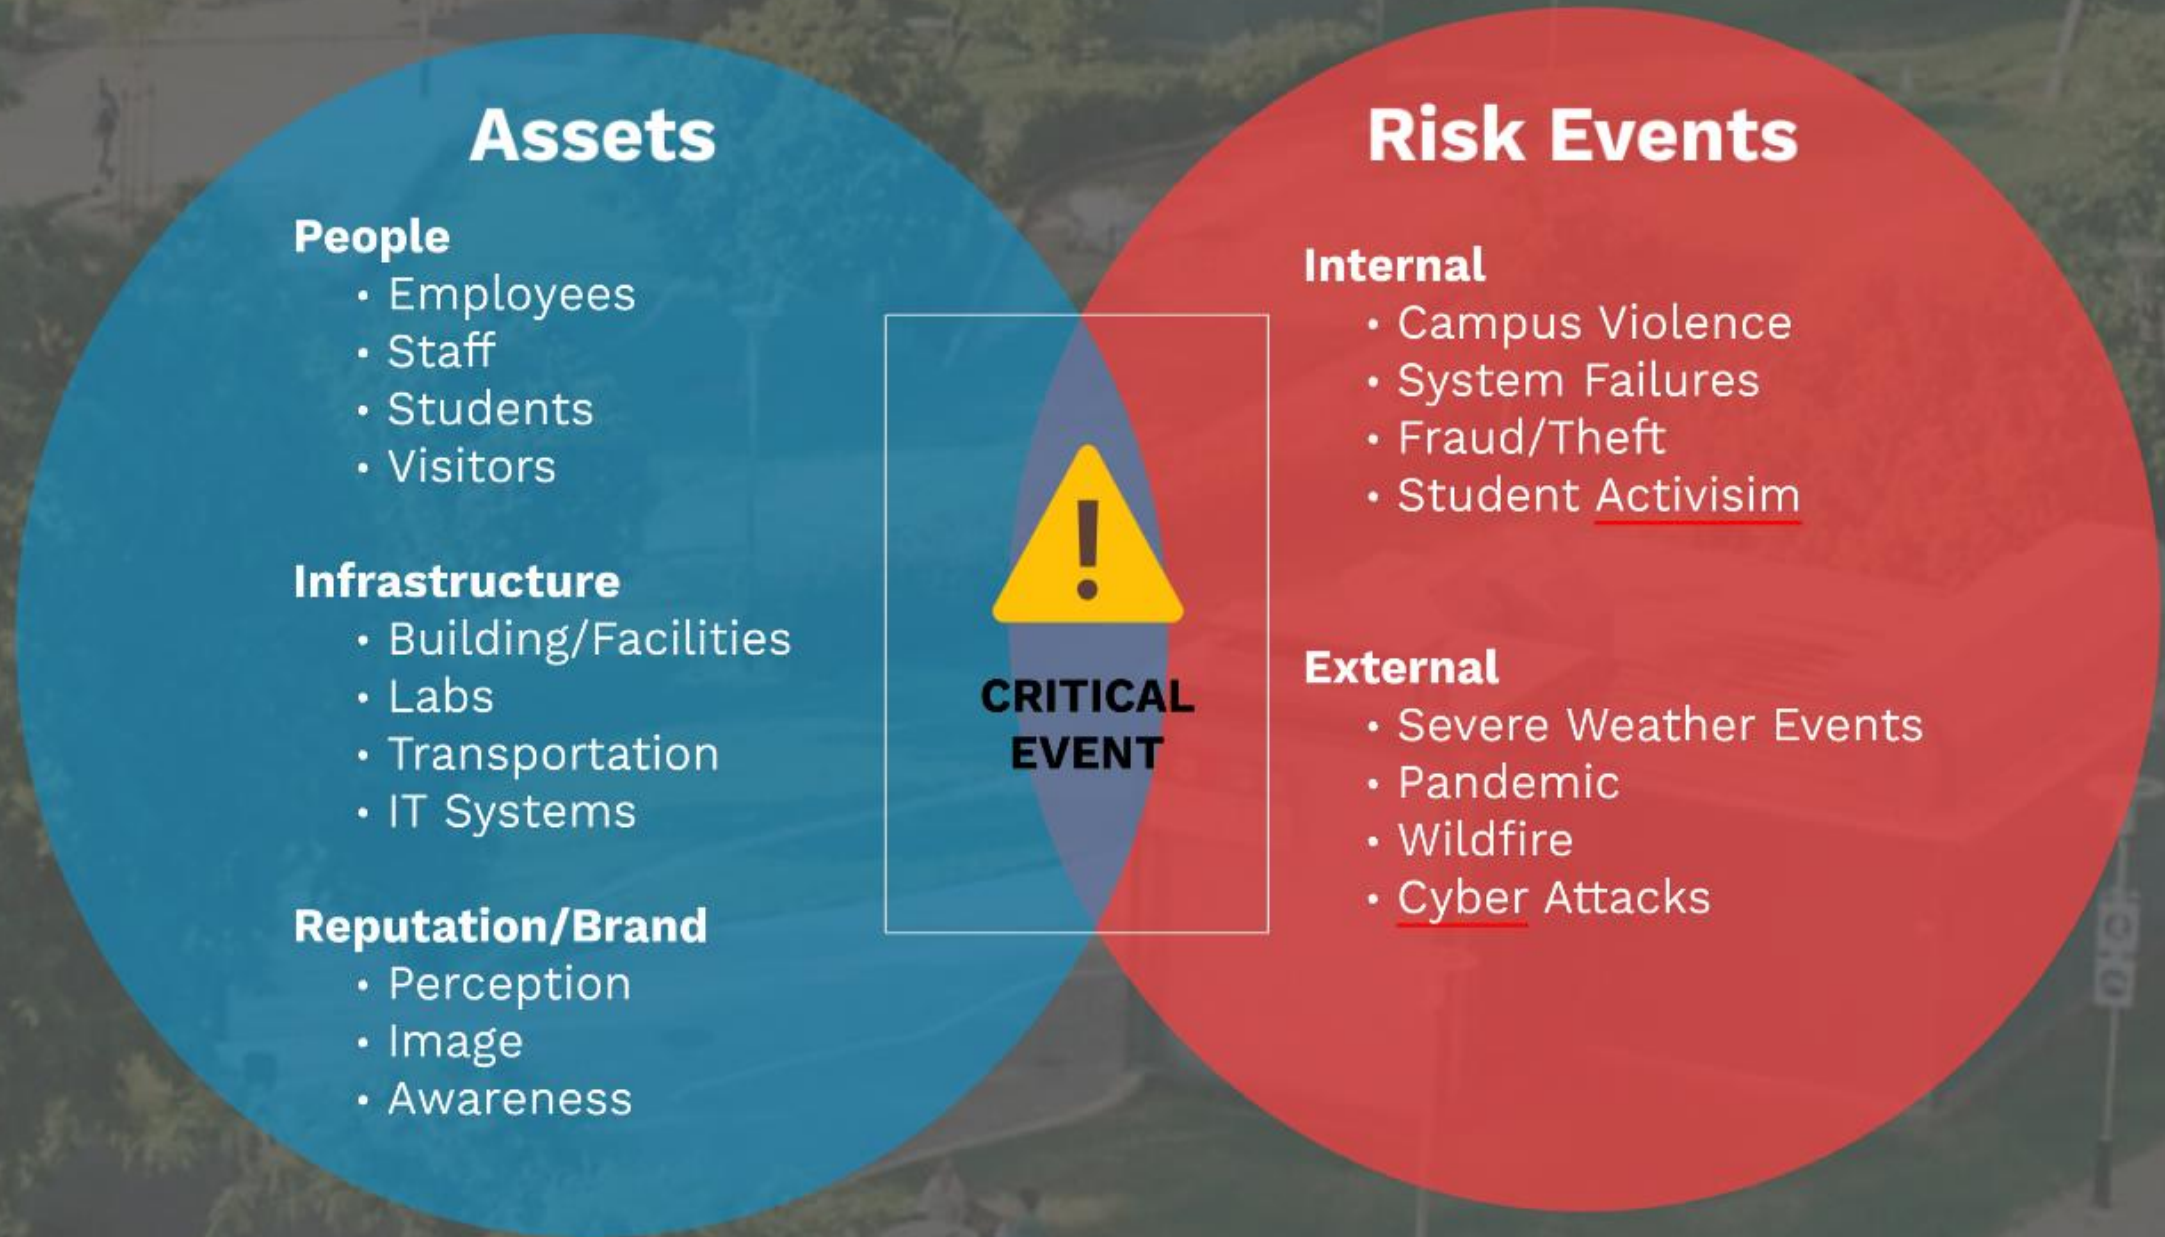 Assets
People
• Employees
• Staff
• Students
• Visitors
Infrastructure
• Building/Facilities
• Labs
• Transportation
• IT Systems
Reputation/Brand
• Perception
• Image
• Awareness
!
CRITICAL
EVENT
Risk Events
Internal
• Campus Violence
• System Failures
• Fraud/Theft
• Student Activisim
External
• Severe Weather Events
• Pandemic
• Wildfire
• Cyber Attacks